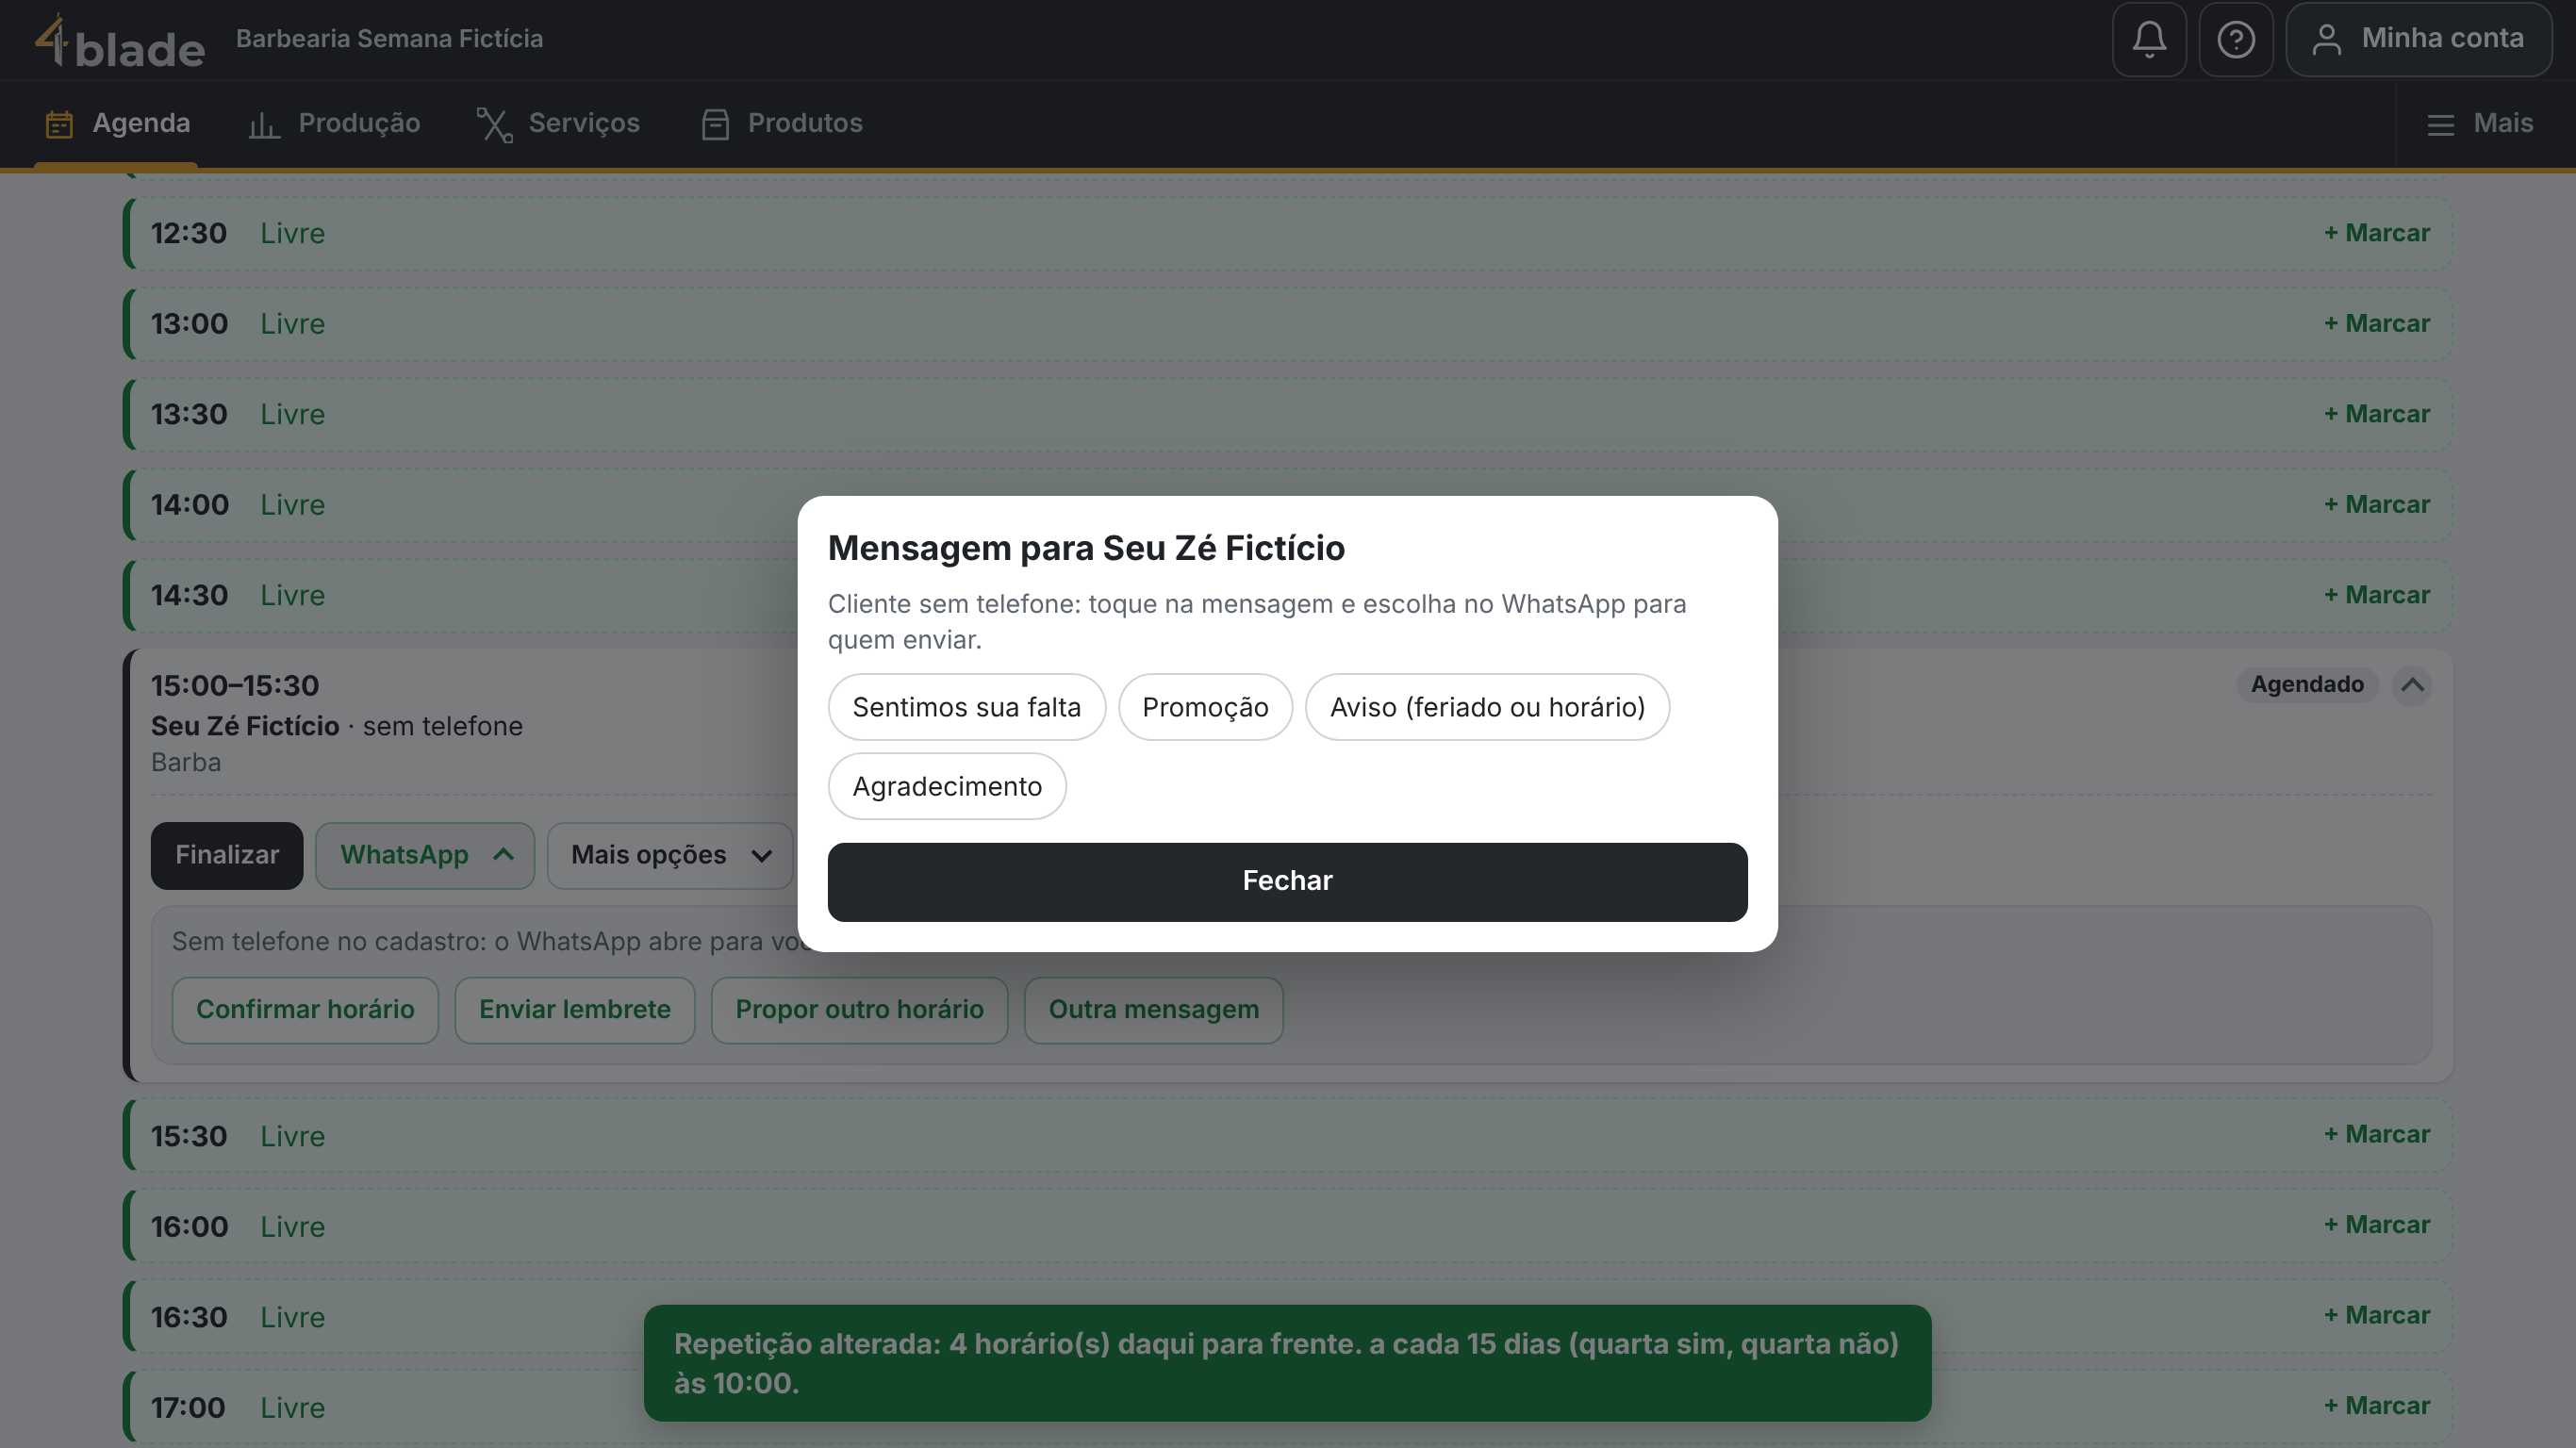 4blade
Barbearia Semana Fictícia
Minha conta
Agenda
Produção
Serviços
Produtos
Mais
12:30 Livre + Marcar
13:00 Livre + Marcar
13:30 Livre + Marcar
14:00 Livre + Marcar
14:30 Livre + Marcar
Mensagem para Seu Zé Fictício
Cliente sem telefone: toque na mensagem e escolha no WhatsApp para
quem enviar.
Sentimos sua falta
Promoção
Aviso (feriado ou horário)
Agradecimento
Fechar
15:00–15:30
Agendado
Seu Zé Fictício · sem telefone
Barba
Finalizar
WhatsApp
Mais opções
Sem telefone no cadastro: o WhatsApp abre para
Confirmar horário
Enviar lembrete
Propor outro horário
Outra mensagem
15:30 Livre + Marcar
16:00 Livre + Marcar
16:30 Livre + Marcar
17:00 Livre + Marcar
Repetição alterada: 4 horário(s) daqui para frente. a cada 15 dias (quarta sim, quarta não)
às 10:00.